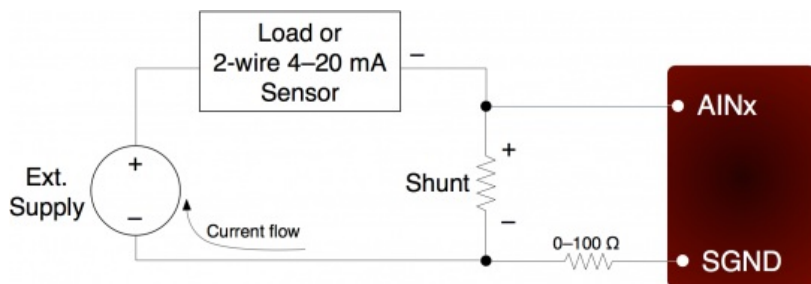 Load or
2-wire 4–20 mA
Sensor
–
AINx
+
+
Ext.
Supply
Shunt
–
–
Current flow
0–100 Ω
SGND